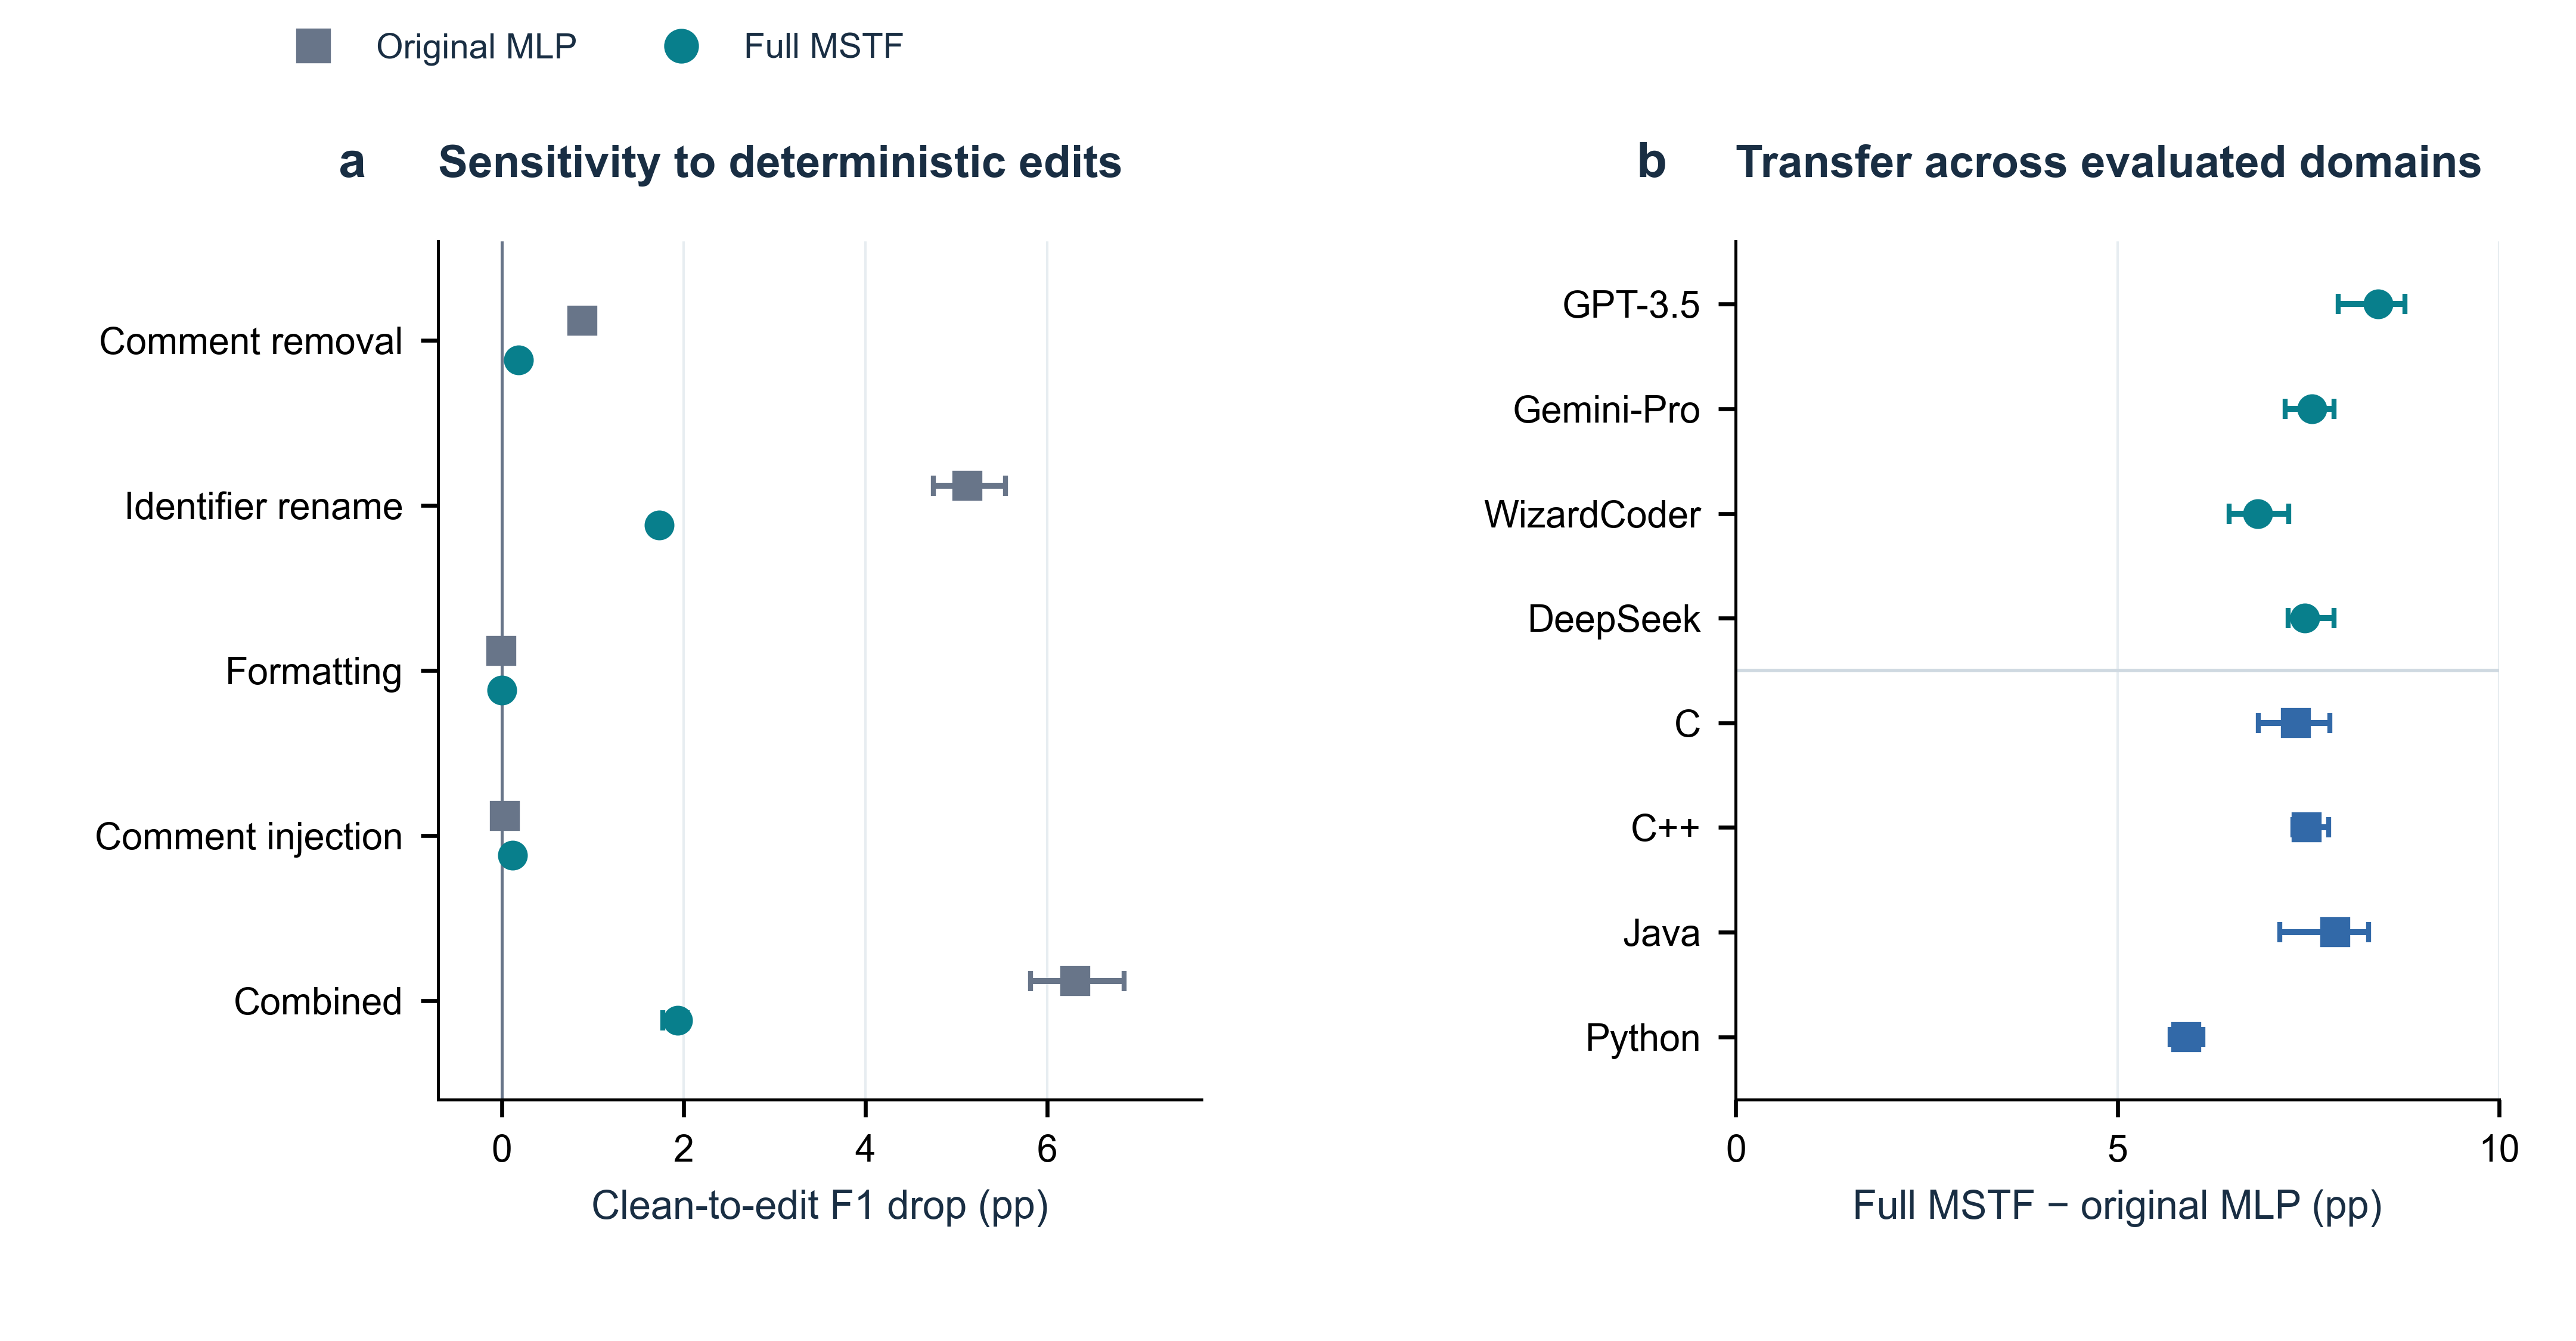 Original MLP
Full MSTF
a
Sensitivity to deterministic edits
Comment removal
Identifier rename
Formatting
Comment injection
Combined
0
2
4
6
Clean-to-edit F1 drop (pp)
b
Transfer across evaluated domains
GPT-3.5
Gemini-Pro
WizardCoder
DeepSeek
C
C++
Java
Python
0
5
10
Full MSTF − original MLP (pp)